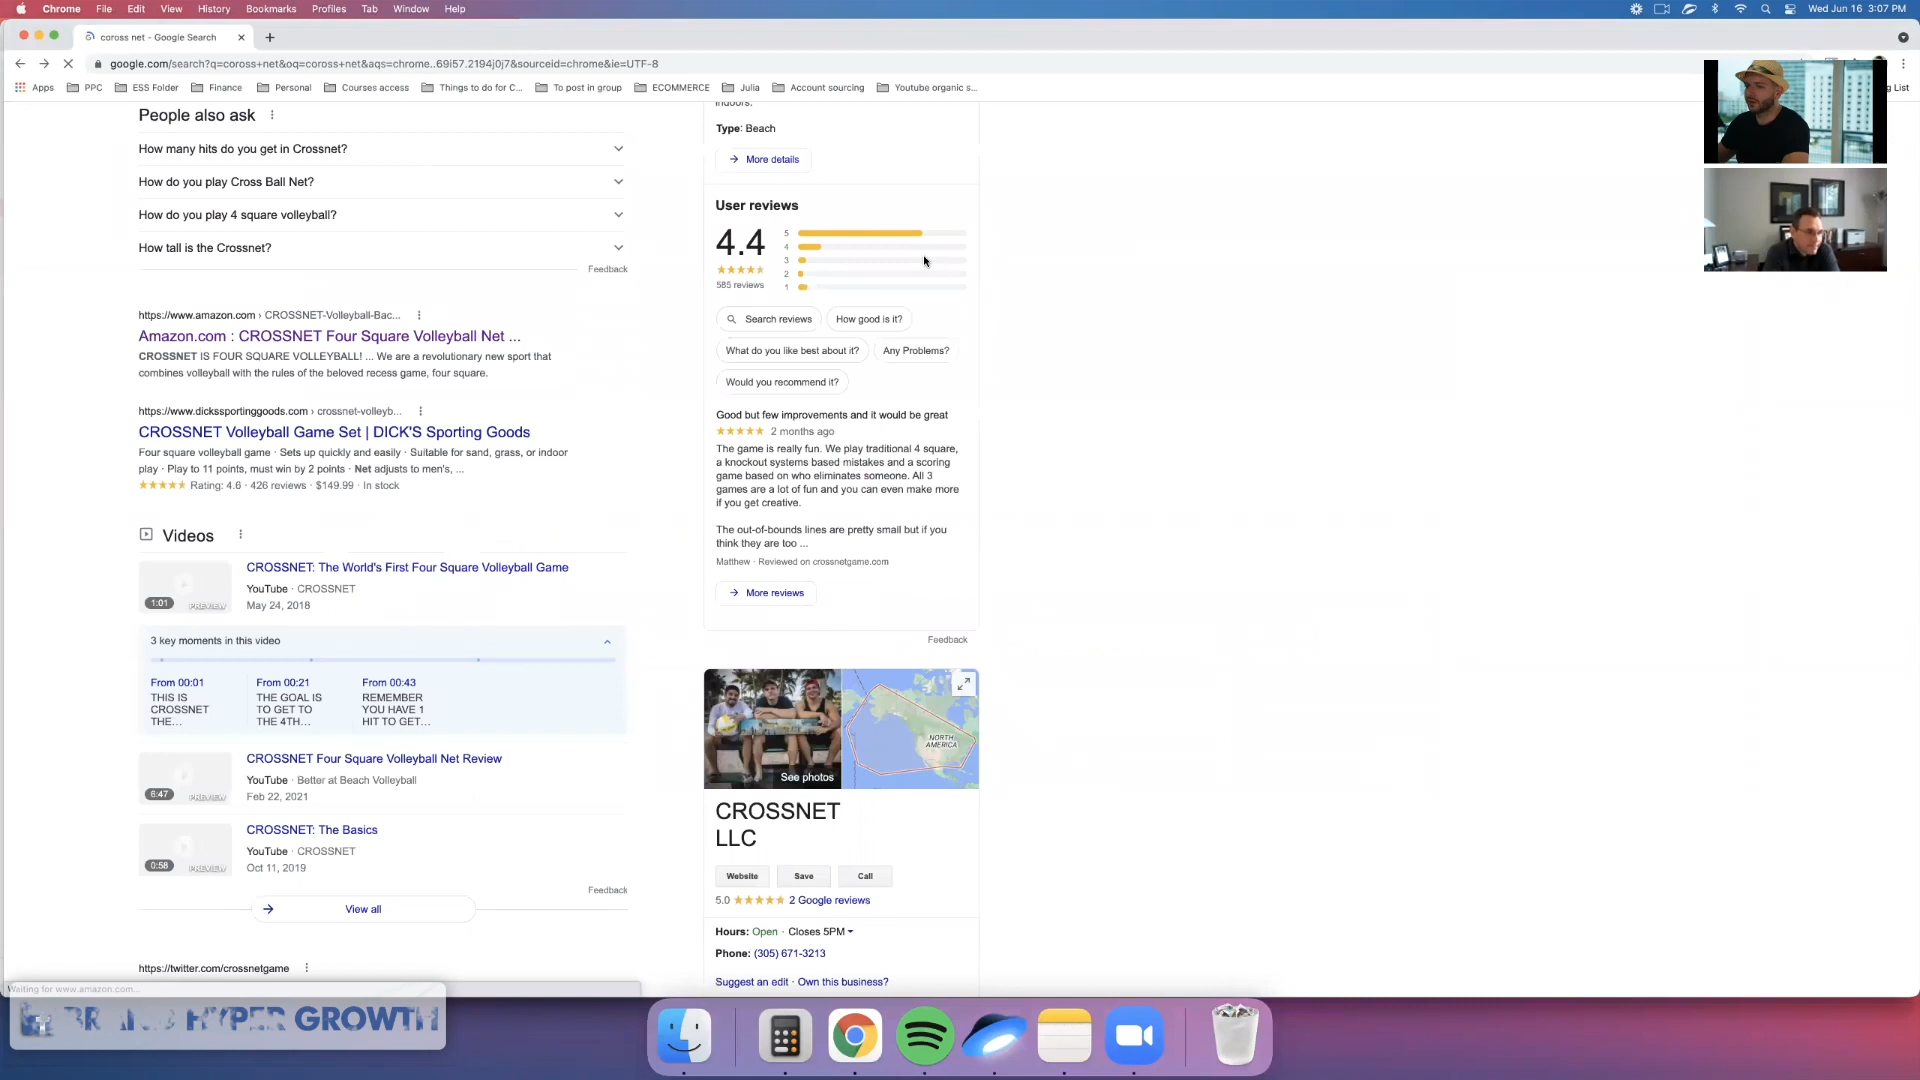 Chrome File Edit View History Bookmarks Profiles Tab Window Help
Wed Jun 16 3:07 PM
coross net - Google Search
google.com/search?q=coross+net&oq=coross+net&aqs=chrome..69i57.2194j0j7&sourceid=chrome&ie=UTF-8
Apps PPC ESS Folder Finance Personal Courses access Things to do for C... To post in group ECOMMERCE Julia Account sourcing Youtube organic s...
g List
People also ask
How many hits do you get in Crossnet?
How do you play Cross Ball Net?
How do you play 4 square volleyball?
How tall is the Crossnet?
Feedback
https://www.amazon.com › CROSSNET-Volleyball-Bac...
Amazon.com : CROSSNET Four Square Volleyball Net ...
CROSSNET IS FOUR SQUARE VOLLEYBALL! ... We are a revolutionary new sport that
combines volleyball with the rules of the beloved recess game, four square.
https://www.dickssportinggoods.com › crossnet-volleyb...
CROSSNET Volleyball Game Set | DICK'S Sporting Goods
Four square volleyball game · Sets up quickly and easily · Suitable for sand, grass, or indoor
play · Play to 11 points, must win by 2 points · Net adjusts to men's, ...
Rating: 4.6 · 426 reviews · $149.99 · In stock
Videos
CROSSNET: The World's First Four Square Volleyball Game
YouTube · CROSSNET
May 24, 2018
1:01 PREVIEW
3 key moments in this video
From 00:01
THIS IS
CROSSNET
THE...
From 00:21
THE GOAL IS
TO GET TO
THE 4TH...
From 00:43
REMEMBER
YOU HAVE 1
HIT TO GET...
CROSSNET Four Square Volleyball Net Review
YouTube · Better at Beach Volleyball
Feb 22, 2021
6:47 PREVIEW
CROSSNET: The Basics
YouTube · CROSSNET
Oct 11, 2019
0:58 PREVIEW
Feedback
View all
https://twitter.com/crossnetgame
Waiting for www.amazon.com...
HYPER GROWTH
indoors.
Type: Beach
More details
User reviews
4.4
585 reviews
5
4
3
2
1
Search reviews
How good is it?
What do you like best about it?
Any Problems?
Would you recommend it?
Good but few improvements and it would be great
2 months ago
The game is really fun. We play traditional 4 square,
a knockout systems based mistakes and a scoring
game based on who eliminates someone. All 3
games are a lot of fun and you can even make more
if you get creative.
The out-of-bounds lines are pretty small but if you
think they are too ...
Matthew · Reviewed on crossnetgame.com
More reviews
Feedback
See photos
NORTH
AMERICA
CROSSNET
LLC
Website
Save
Call
5.0 2 Google reviews
Hours: Open · Closes 5PM
Phone: (305) 671-3213
Suggest an edit · Own this business?